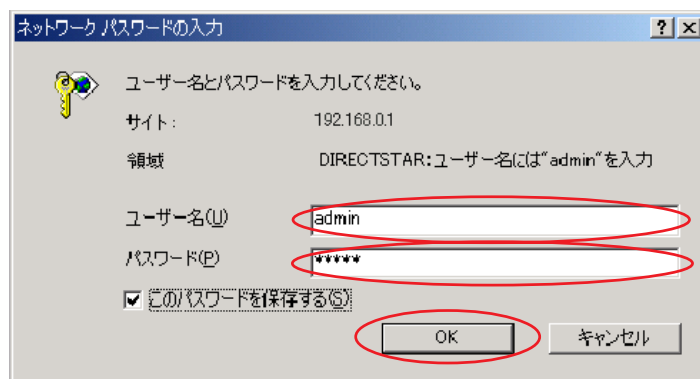 ネットワーク パスワードの入力
ユーザー名とパスワードを入力してください。
サイト: 192.168.0.1
領域 DIRECTSTAR:ユーザー名には"admin"を入力
ユーザー名(U) admin
パスワード(P) *****
このパスワードを保存する(S)
OK キャンセル